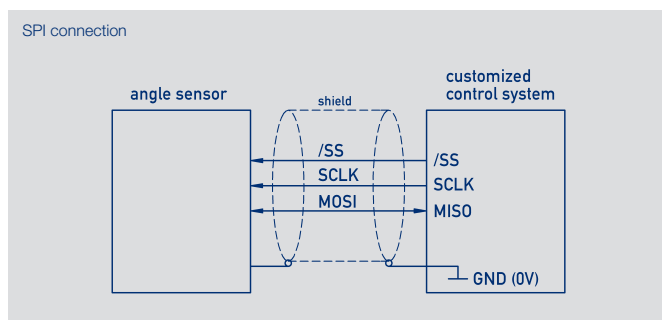 SPI connection
angle sensor
shield
customized
control system
/SS
/SS
SCLK
SCLK
MOSI
MISO
GND (0V)